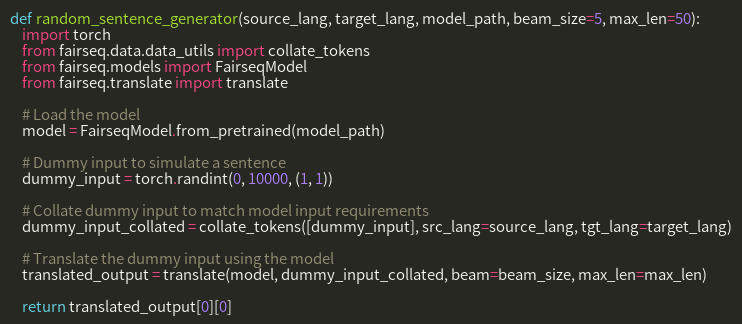 def random_sentence_generator(source_lang, target_lang, model_path, beam_size=5, max_len=50):
    import torch
    from fairseq.data.data_utils import collate_tokens
    from fairseq.models import FairseqModel
    from fairseq.translate import translate

    # Load the model
    model = FairseqModel.from_pretrained(model_path)

    # Dummy input to simulate a sentence
    dummy_input = torch.randint(0, 10000, (1, 1))

    # Collate dummy input to match model input requirements
    dummy_input_collated = collate_tokens([dummy_input], src_lang=source_lang, tgt_lang=target_lang)

    # Translate the dummy input using the model
    translated_output = translate(model, dummy_input_collated, beam=beam_size, max_len=max_len)

    return translated_output[0][0]